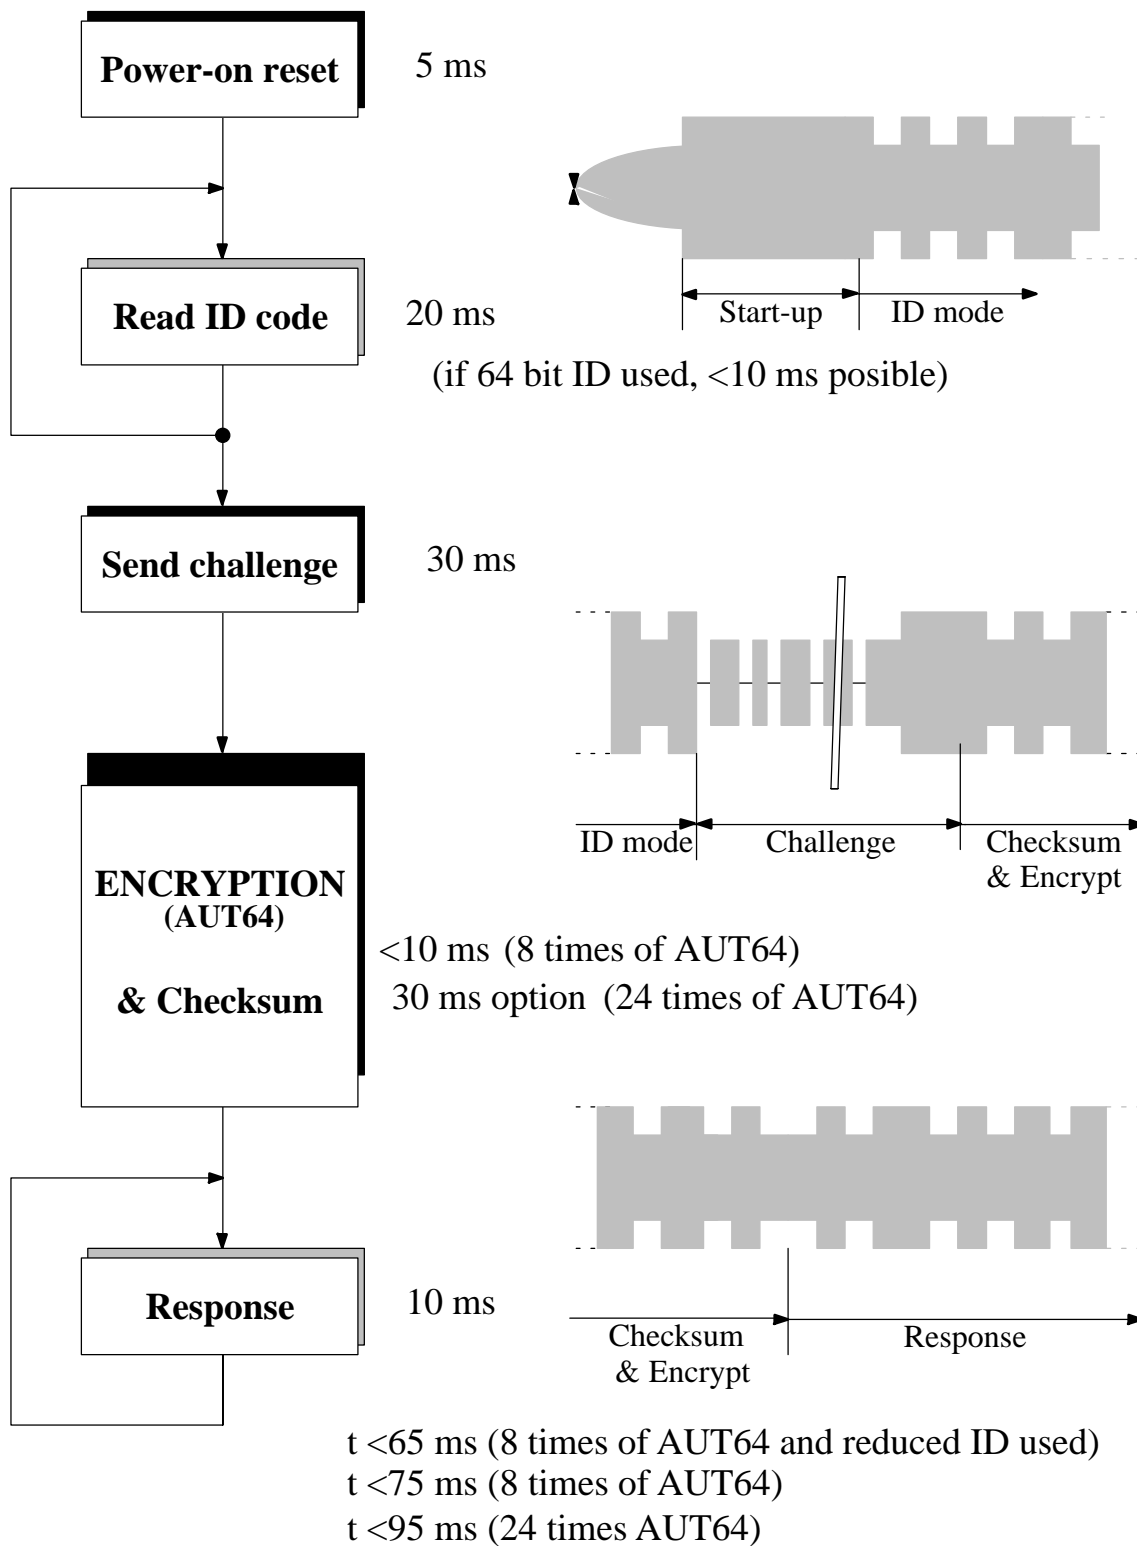 Power-on reset
5 ms
Start-up
ID mode
Read ID code
20 ms
(if 64 bit ID used, <10 ms posible)
Send challenge
30 ms
ID mode
Challenge
Checksum
& Encrypt
ENCRYPTION
(AUT64)
& Checksum
<10 ms (8 times of AUT64)
30 ms option (24 times of AUT64)
Response
10 ms
Checksum
& Encrypt
Response
t <65 ms (8 times of AUT64 and reduced ID used)
t <75 ms (8 times of AUT64)
t <95 ms (24 times AUT64)